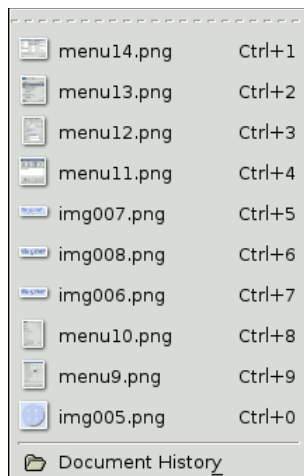 menu14.png Ctrl+1
menu13.png Ctrl+2
menu12.png Ctrl+3
menu11.png Ctrl+4
img007.png Ctrl+5
img008.png Ctrl+6
img006.png Ctrl+7
menu10.png Ctrl+8
menu9.png Ctrl+9
img005.png Ctrl+0
Document History